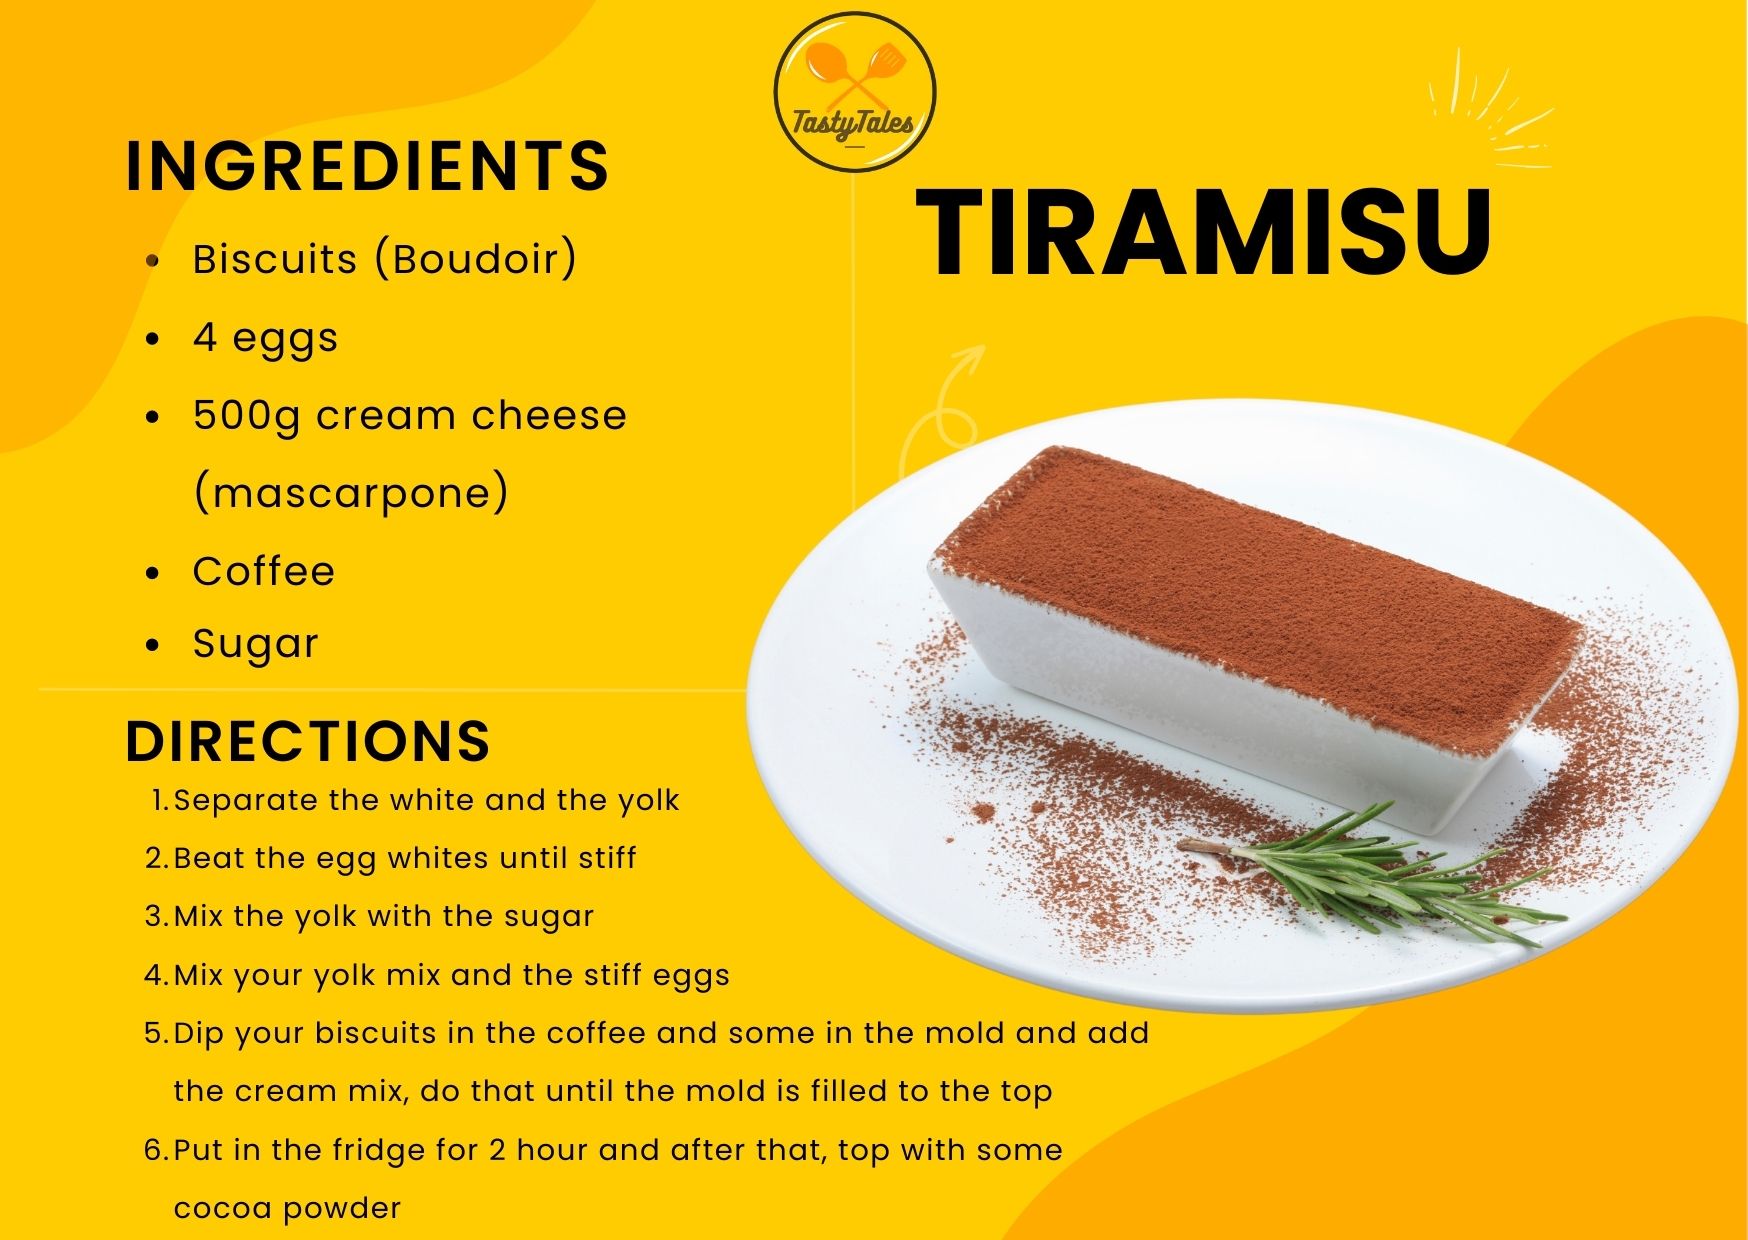 TastyTales
INGREDIENTS
• Biscuits (Boudoir)
• 4 eggs
• 500g cream cheese
(mascarpone)
• Coffee
• Sugar
TIRAMISU
DIRECTIONS
1. Separate the white and the yolk
2. Beat the egg whites until stiff
3. Mix the yolk with the sugar
4. Mix your yolk mix and the stiff eggs
5. Dip your biscuits in the coffee and some in the mold and add
the cream mix, do that until the mold is filled to the top
6. Put in the fridge for 2 hour and after that, top with some
cocoa powder